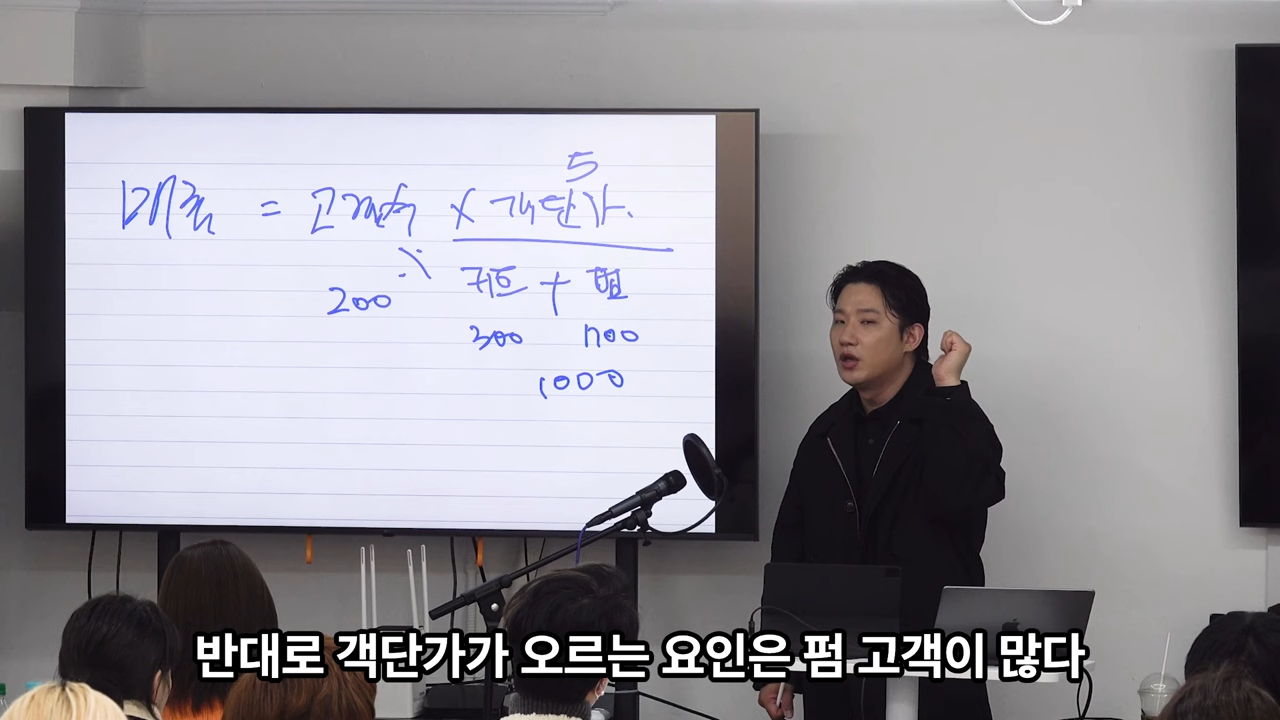 5
매출 = 고객수 × 객단가.
200
커트 + 펌
300 700
1000
반대로 객단가가 오르는 요인은 펌 고객이 많다